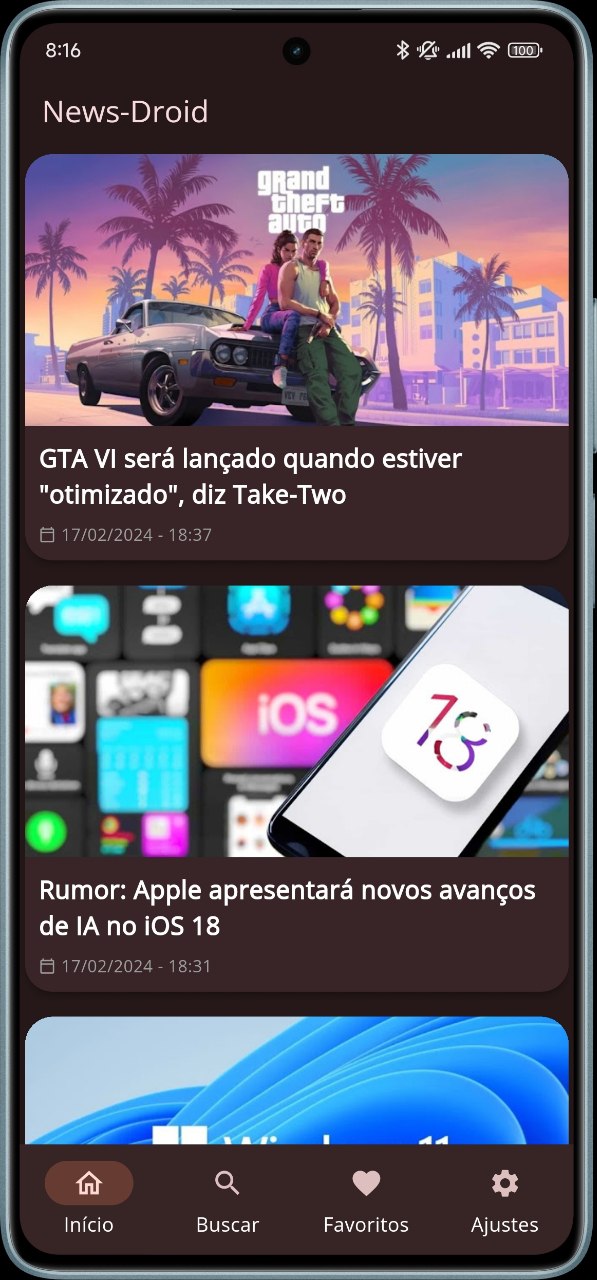 8:16
100
News-Droid
grand
theft
auto
GTA VI será lançado quando estiver
"otimizado", diz Take-Two
17/02/2024 - 18:37
iOS
18
Rumor: Apple apresentará novos avanços
de IA no iOS 18
17/02/2024 - 18:31
Windows 11
Início
Buscar
Favoritos
Ajustes